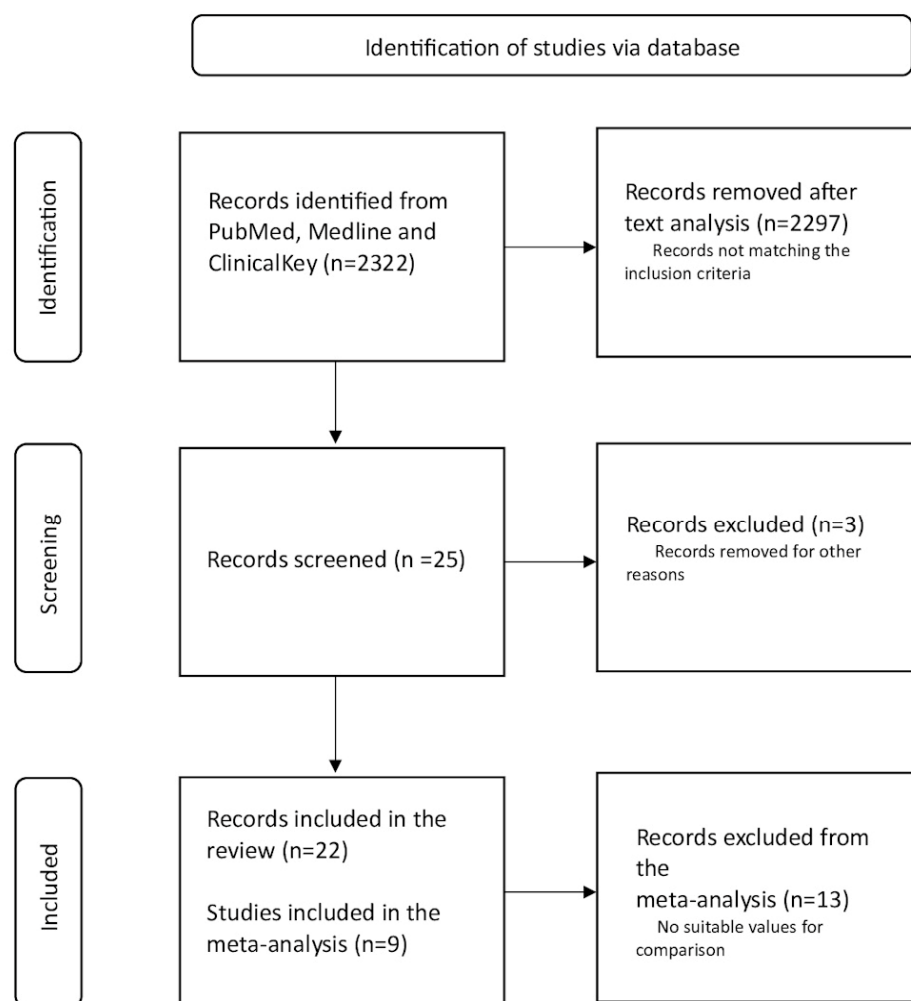 Identification of studies via database
Identification
Records identified from
PubMed, Medline and
ClinicalKey (n=2322)
Records removed after
text analysis (n=2297)
Records not matching the
inclusion criteria
Screening
Records screened (n =25)
Records excluded (n=3)
Records removed for other
reasons
Included
Records included in the
review (n=22)
Studies included in the
meta-analysis (n=9)
Records excluded from
the
meta-analysis (n=13)
No suitable values for
comparison